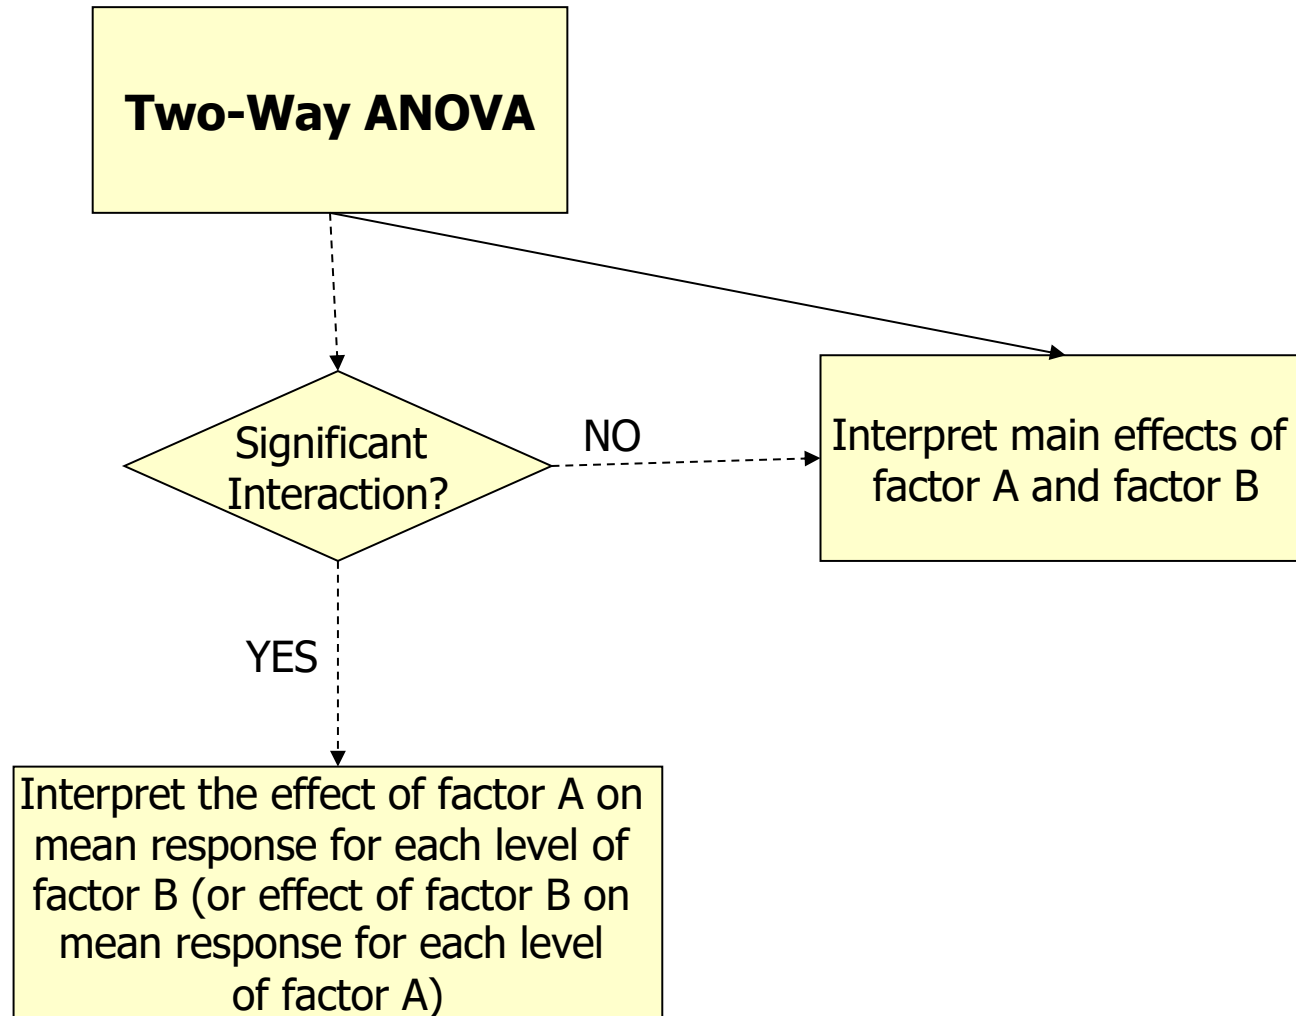 Two-Way ANOVA
Significant
Interaction?
NO
Interpret main effects of
factor A and factor B
YES
Interpret the effect of factor A on
mean response for each level of
factor B (or effect of factor B on
mean response for each level
of factor A)